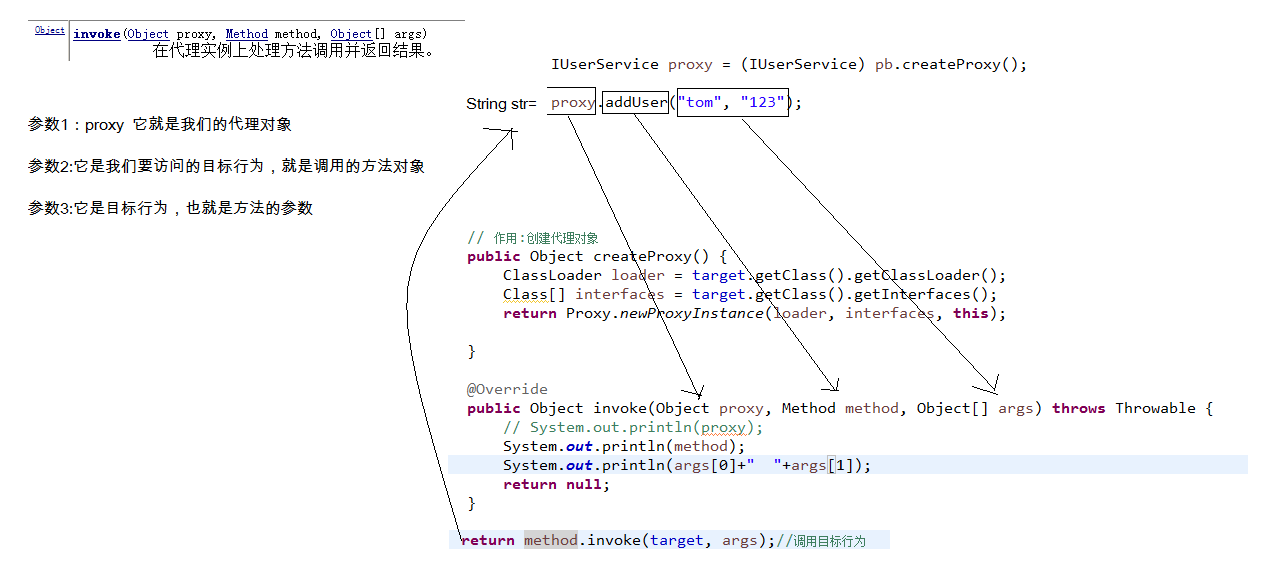 Object
invoke(Object proxy, Method method, Object[] args)
在代理实例上处理方法调用并返回结果。
IUserService proxy = (IUserService) pb.createProxy();
String str= proxy.addUser("tom", "123");
参数1：proxy 它就是我们的代理对象
参数2:它是我们要访问的目标行为，就是调用的方法对象
参数3:它是目标行为，也就是方法的参数
// 作用:创建代理对象
public Object createProxy() {
ClassLoader loader = target.getClass().getClassLoader();
Class[] interfaces = target.getClass().getInterfaces();
return Proxy.newProxyInstance(loader, interfaces, this);
}
@Override
public Object invoke(Object proxy, Method method, Object[] args) throws Throwable {
// System.out.println(proxy);
System.out.println(method);
System.out.println(args[0]+"  "+args[1]);
return null;
}
return method.invoke(target, args);//调用目标行为